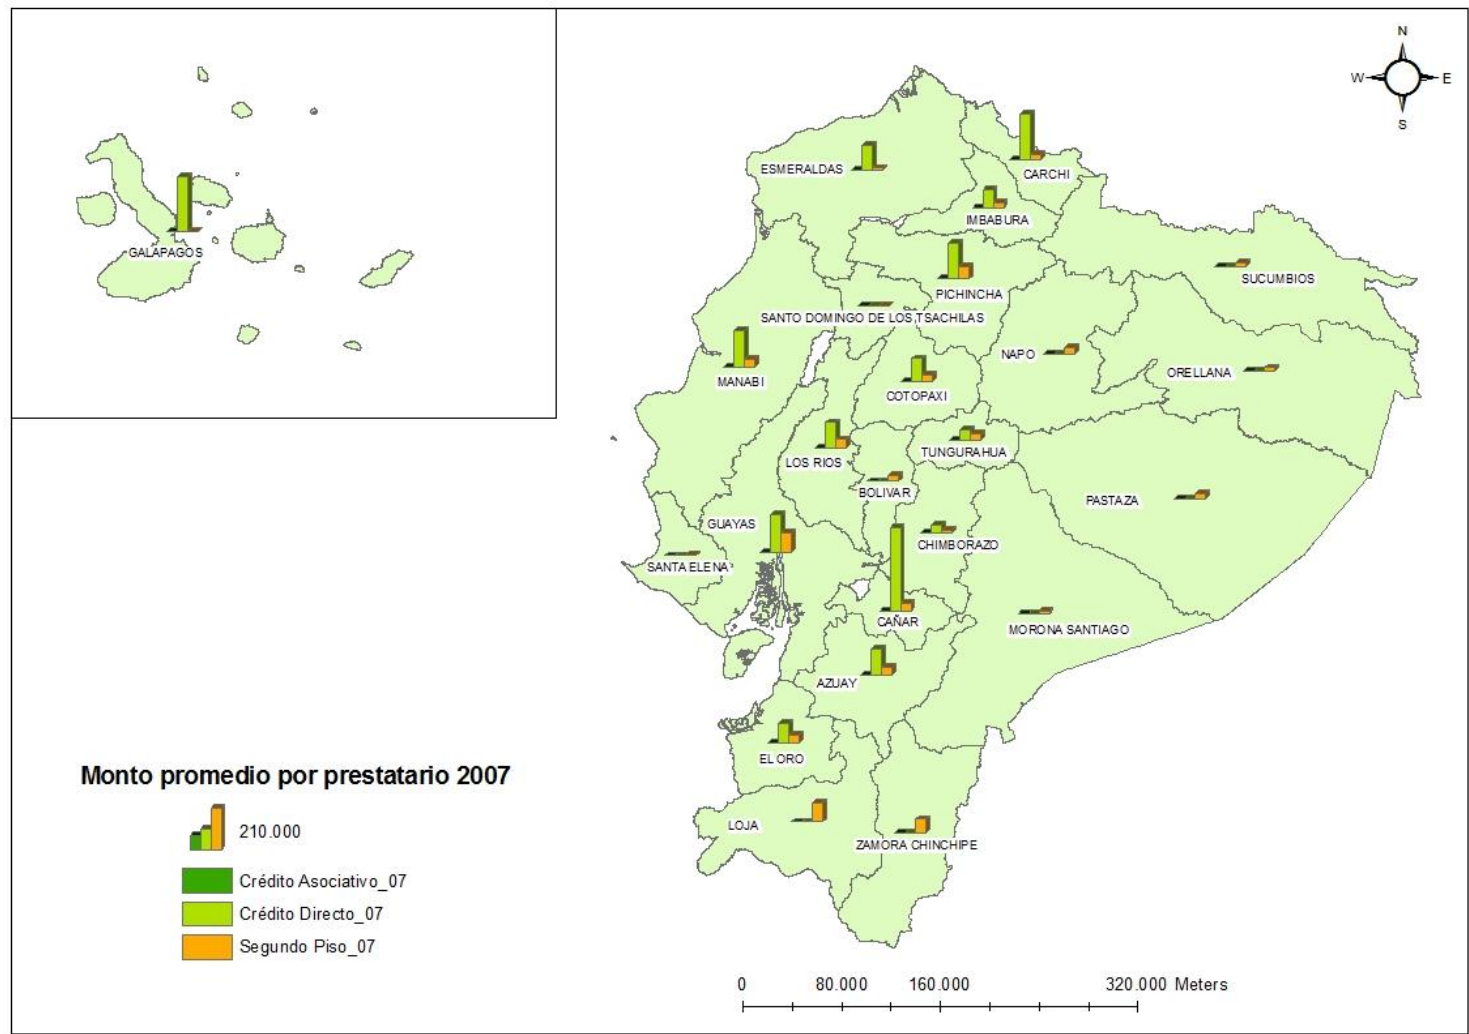 N
W E
S
ESMERALDAS
CARCHI
IMBABURA
GALAPAGOS
SUCUMBIOS
PICHINCHA
SANTO DOMINGO DE LOS TSACHILAS
NAPO
ORELLANA
MANABI
COTOPAXI
TUNGURAHUA
LOS RIOS
BOLIVAR
PASTAZA
GUAYAS
CHIMBORAZO
SANTA ELENA
CAÑAR
MORONA SANTIAGO
AZUAY
EL ORO
LOJA
ZAMORA CHINCHIPE
Monto promedio por prestatario 2007
210.000
Crédito Asociativo_07
Crédito Directo_07
Segundo Piso_07
0 80.000 160.000 320.000 Meters